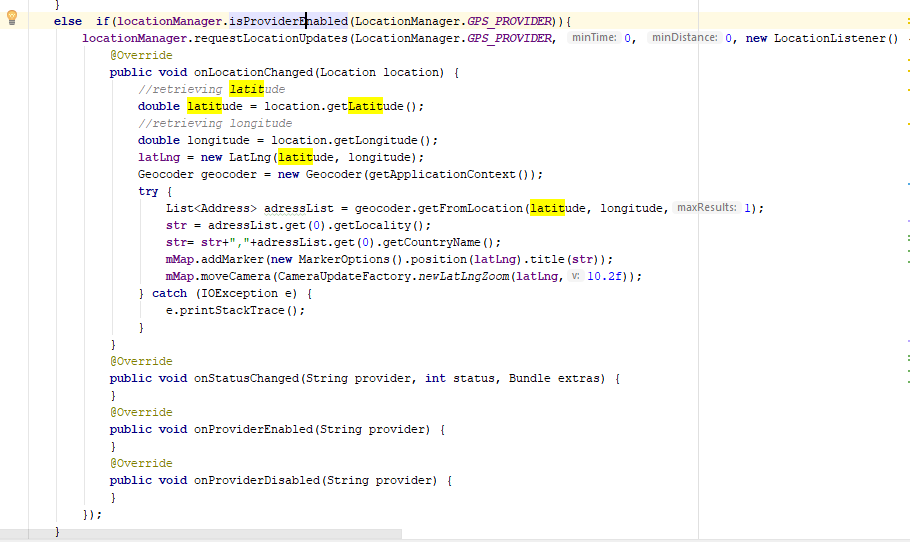 }
else  if(locationManager.isProviderEnabled(LocationManager.GPS_PROVIDER)){
locationManager.requestLocationUpdates(LocationManager.GPS_PROVIDER, minTime: 0, minDistance: 0, new LocationListener()
@Override
public void onLocationChanged(Location location) {
//retrieving latitude
double latitude = location.getLatitude();
//retrieving longitude
double longitude = location.getLongitude();
latLng = new LatLng(latitude, longitude);
Geocoder geocoder = new Geocoder(getApplicationContext());
try {
List<Address> adressList = geocoder.getFromLocation(latitude, longitude, maxResults: 1);
str = adressList.get(0).getLocality();
str= str+","+adressList.get(0).getCountryName();
mMap.addMarker(new MarkerOptions().position(latLng).title(str));
mMap.moveCamera(CameraUpdateFactory.newLatLngZoom(latLng, v: 10.2f));
} catch (IOException e) {
e.printStackTrace();
}
}
@Override
public void onStatusChanged(String provider, int status, Bundle extras) {
}
@Override
public void onProviderEnabled(String provider) {
}
@Override
public void onProviderDisabled(String provider) {
}
});
}